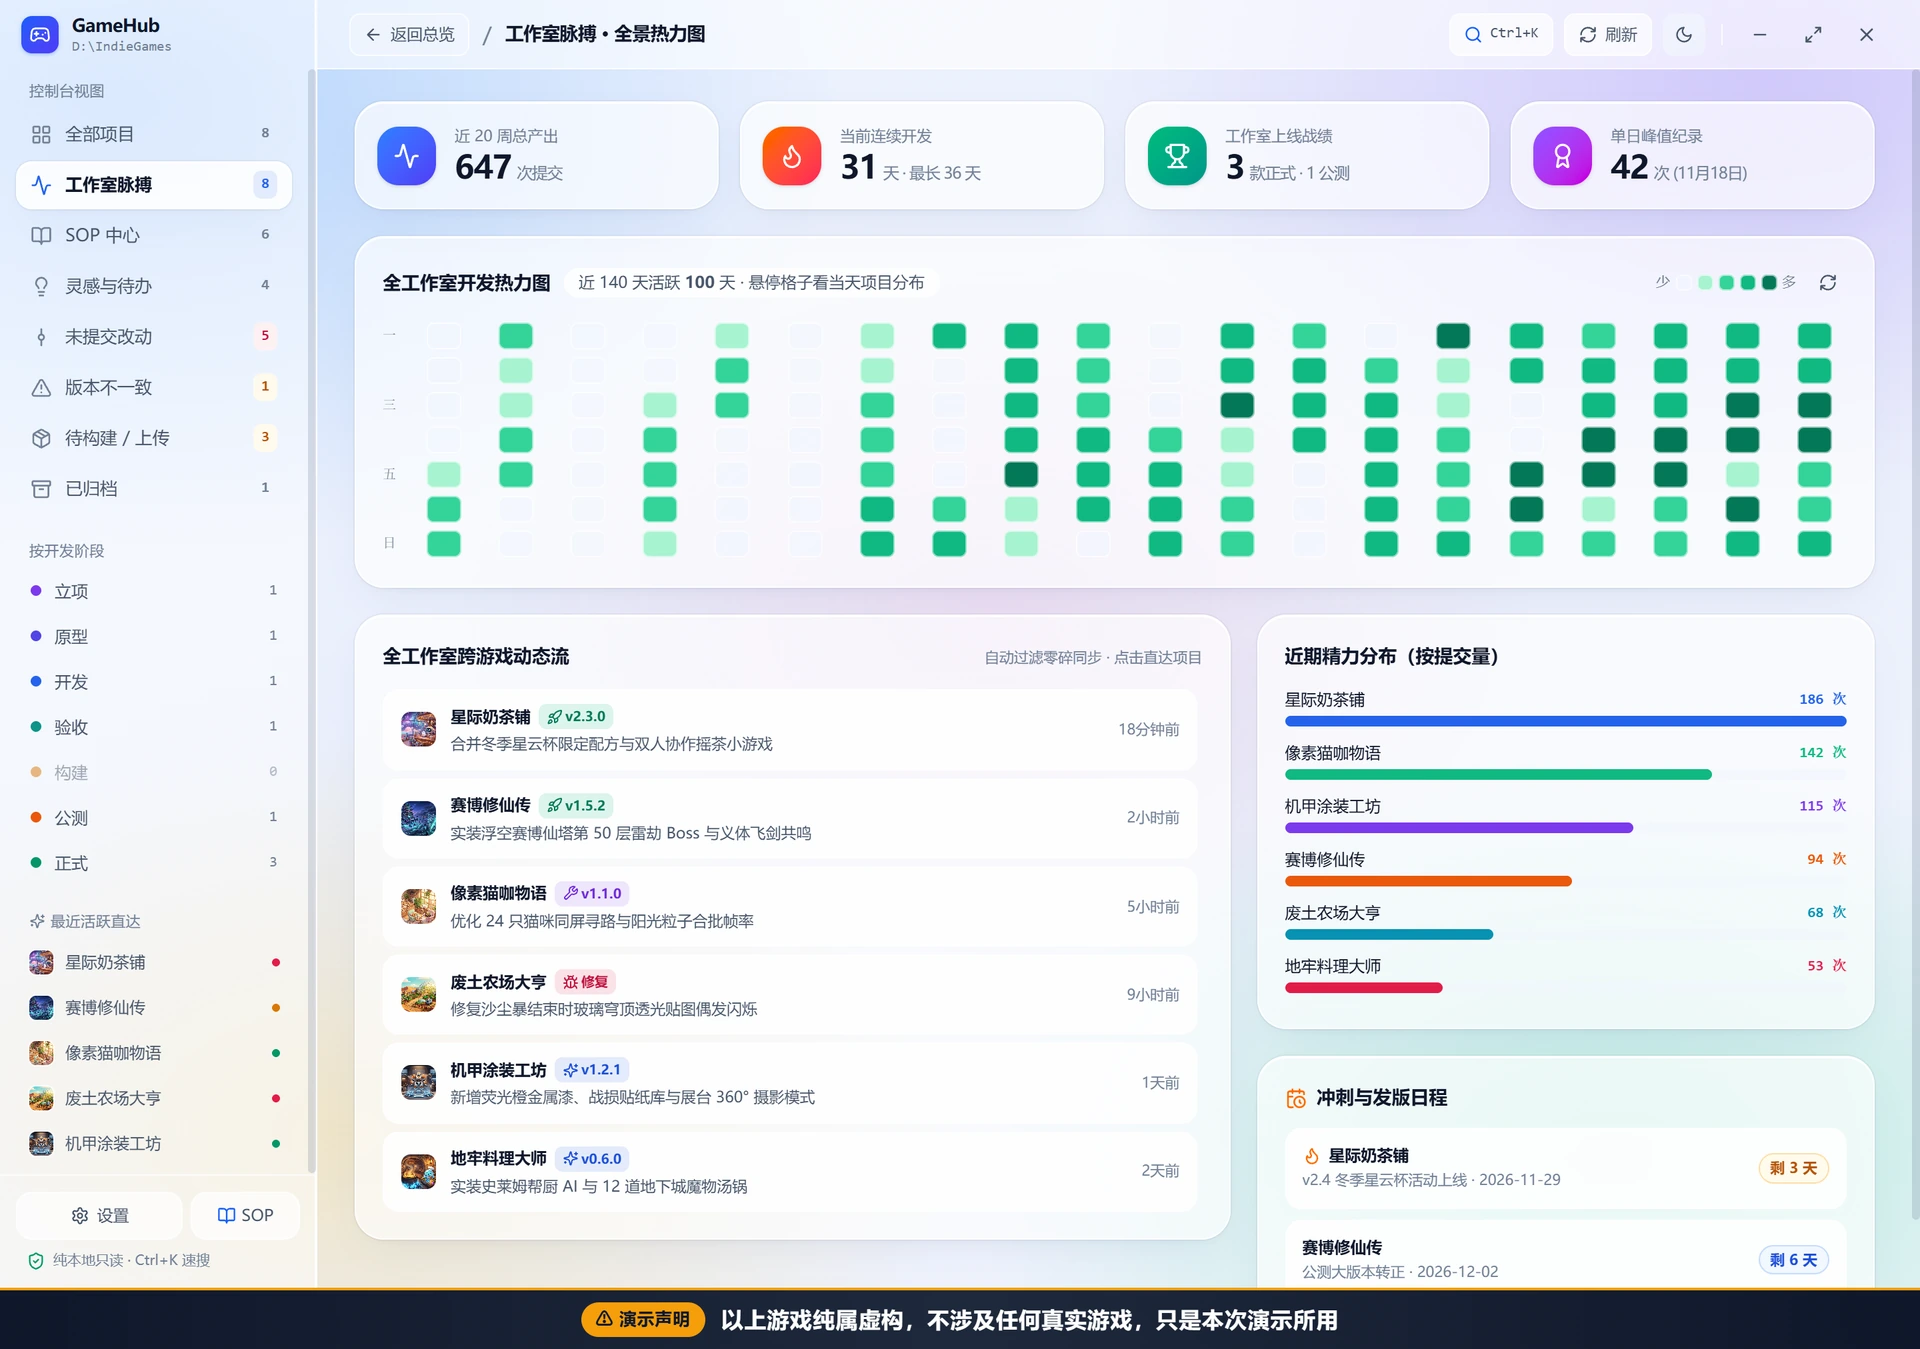 GameHub
D:\IndieGames
控制台视图
全部项目 8
工作室脉搏 8
SOP 中心 6
灵感与待办 4
未提交改动 5
版本不一致 1
待构建 / 上传 3
已归档 1
按开发阶段
立项 1
原型 1
开发 1
验收 1
构建 0
公测 1
正式 3
最近活跃直达
星际奶茶铺
赛博修仙传
像素猫咖物语
废土农场大亨
机甲涂装工坊
设置 SOP
纯本地只读 · Ctrl+K 速搜
返回总览 / 工作室脉搏 • 全景热力图
Ctrl+K 刷新
近 20 周总产出
647 次提交
当前连续开发
31 天 · 最长 36 天
工作室上线战绩
3 款正式 · 1 公测
单日峰值纪录
42 次 (11月18日)
全工作室开发热力图 近 140 天活跃 100 天 · 悬停格子看当天项目分布
少 多
一
三
五
日
全工作室跨游戏动态流 自动过滤零碎同步 · 点击直达项目
星际奶茶铺 v2.3.0
合并冬季星云杯限定配方与双人协作摇茶小游戏
18分钟前
赛博修仙传 v1.5.2
实装浮空赛博仙塔第 50 层雷劫 Boss 与义体飞剑共鸣
2小时前
像素猫咖物语 v1.1.0
优化 24 只猫咪同屏寻路与阳光粒子合批帧率
5小时前
废土农场大亨 修复
修复沙尘暴结束时玻璃穹顶透光贴图偶发闪烁
9小时前
机甲涂装工坊 v1.2.1
新增荧光橙金属漆、战损贴纸库与展台 360° 摄影模式
1天前
地牢料理大师 v0.6.0
实装史莱姆帮厨 AI 与 12 道地下城魔物汤锅
2天前
近期精力分布（按提交量）
星际奶茶铺 186 次
像素猫咖物语 142 次
机甲涂装工坊 115 次
赛博修仙传 94 次
废土农场大亨 68 次
地牢料理大师 53 次
冲刺与发版日程
星际奶茶铺
v2.4 冬季星云杯活动上线 · 2026-11-29
剩 3 天
赛博修仙传
公测大版本转正 · 2026-12-02
剩 6 天
演示声明 以上游戏纯属虚构，不涉及任何真实游戏，只是本次演示所用